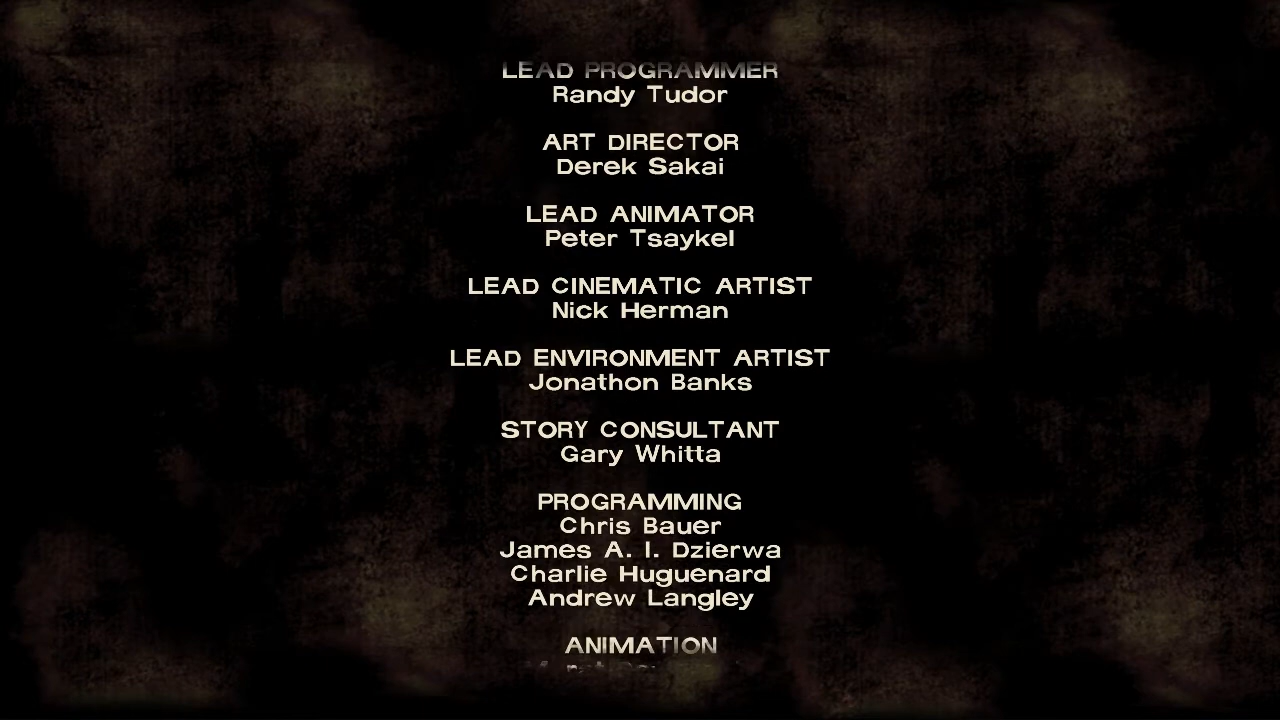 LEAD PROGRAMMER
Randy Tudor
ART DIRECTOR
Derek Sakai
LEAD ANIMATOR
Peter Tsaykel
LEAD CINEMATIC ARTIST
Nick Herman
LEAD ENVIRONMENT ARTIST
Jonathon Banks
STORY CONSULTANT
Gary Whitta
PROGRAMMING
Chris Bauer
James A. I. Dzierwa
Charlie Huguenard
Andrew Langley
ANIMATION